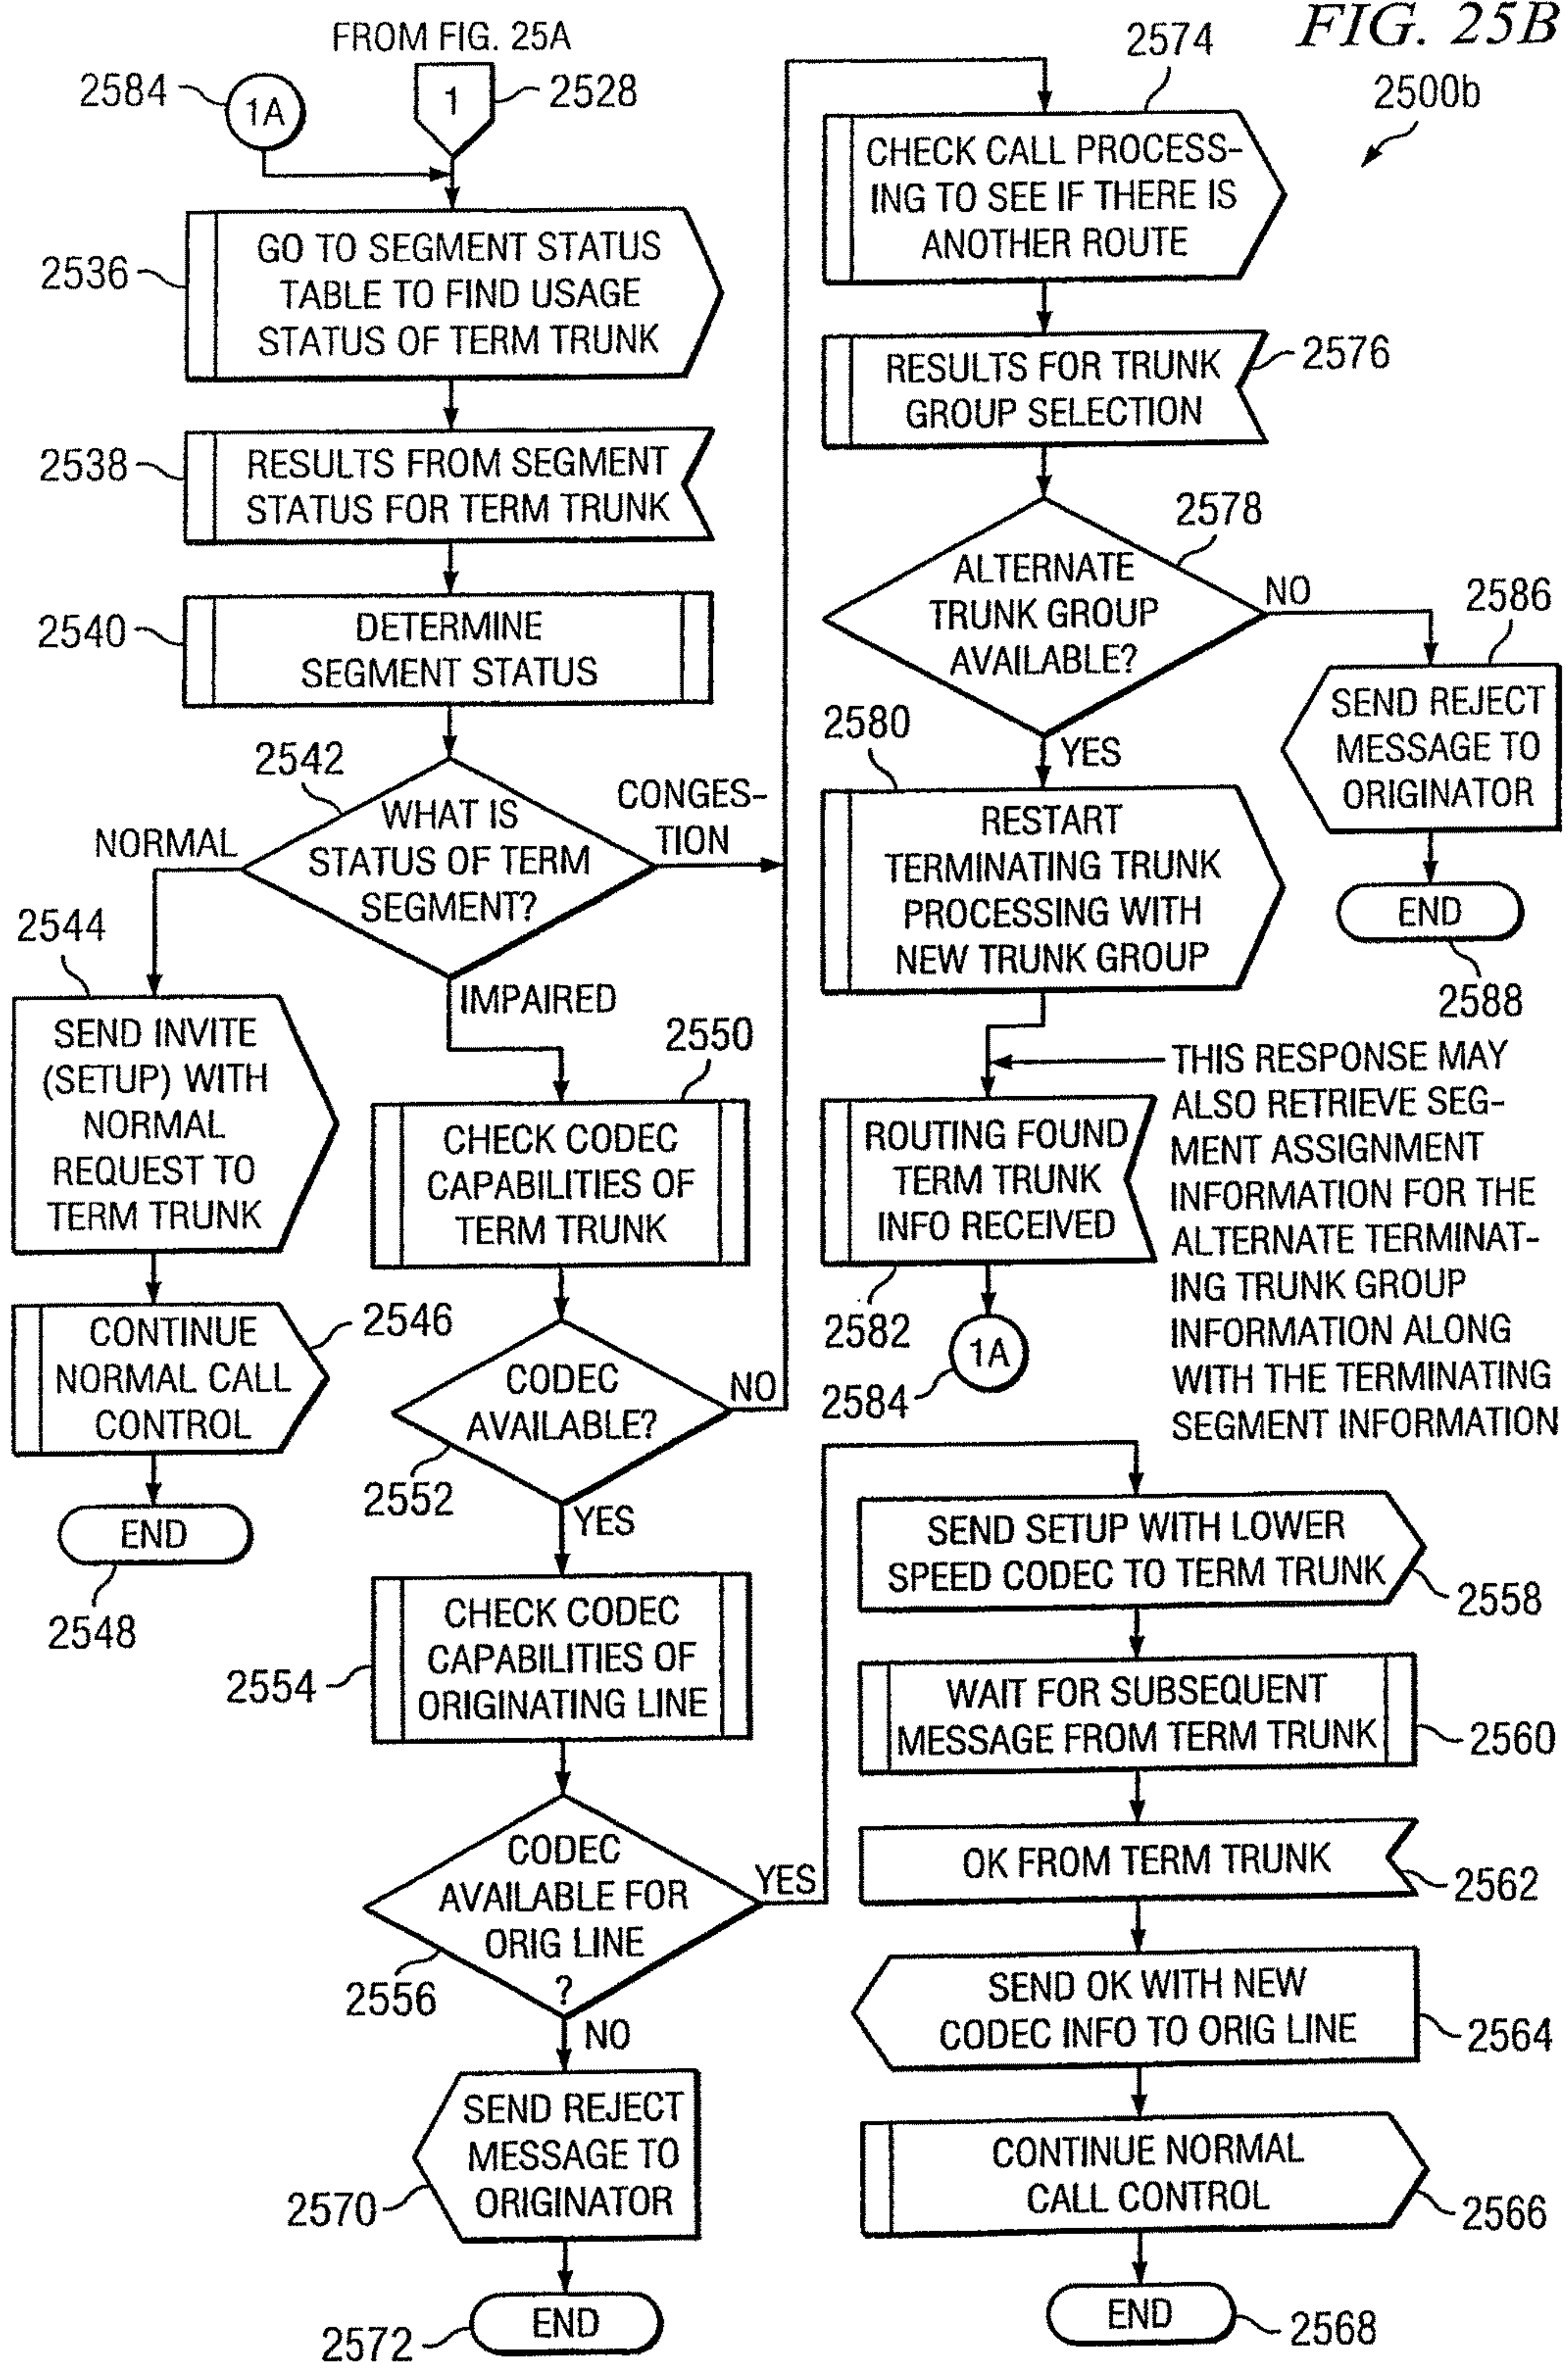 FIG. 25B
2500b
FROM FIG. 25A
2584
1A
1
2528
2536
GO TO SEGMENT STATUS
TABLE TO FIND USAGE
STATUS OF TERM TRUNK
2538
RESULTS FROM SEGMENT
STATUS FOR TERM TRUNK
2540
DETERMINE
SEGMENT STATUS
2542
WHAT IS
STATUS OF TERM
SEGMENT?
NORMAL
CONGES-
TION
IMPAIRED
2544
SEND INVITE
(SETUP) WITH
NORMAL
REQUEST TO
TERM TRUNK
CONTINUE
NORMAL CALL
CONTROL
2546
END
2548
2550
CHECK CODEC
CAPABILITIES OF
TERM TRUNK
CODEC
AVAILABLE?
NO
2552
YES
CHECK CODEC
CAPABILITIES OF
ORIGINATING LINE
2554
CODEC
AVAILABLE FOR
ORIG LINE
?
YES
2556
NO
SEND REJECT
MESSAGE TO
ORIGINATOR
2570
END
2572
2574
CHECK CALL PROCESS-
ING TO SEE IF THERE IS
ANOTHER ROUTE
RESULTS FOR TRUNK
GROUP SELECTION
2576
2578
ALTERNATE
TRUNK GROUP
AVAILABLE?
NO
2586
SEND REJECT
MESSAGE TO
ORIGINATOR
END
2588
YES
2580
RESTART
TERMINATING TRUNK
PROCESSING WITH
NEW TRUNK GROUP
THIS RESPONSE MAY
ALSO RETRIEVE SEG-
MENT ASSIGNMENT
INFORMATION FOR THE
ALTERNATE TERMINAT-
ING TRUNK GROUP
INFORMATION ALONG
WITH THE TERMINATING
SEGMENT INFORMATION
ROUTING FOUND
TERM TRUNK
INFO RECEIVED
2582
1A
2584
SEND SETUP WITH LOWER
SPEED CODEC TO TERM TRUNK
2558
WAIT FOR SUBSEQUENT
MESSAGE FROM TERM TRUNK
2560
OK FROM TERM TRUNK
2562
SEND OK WITH NEW
CODEC INFO TO ORIG LINE
2564
CONTINUE NORMAL
CALL CONTROL
2566
END
2568